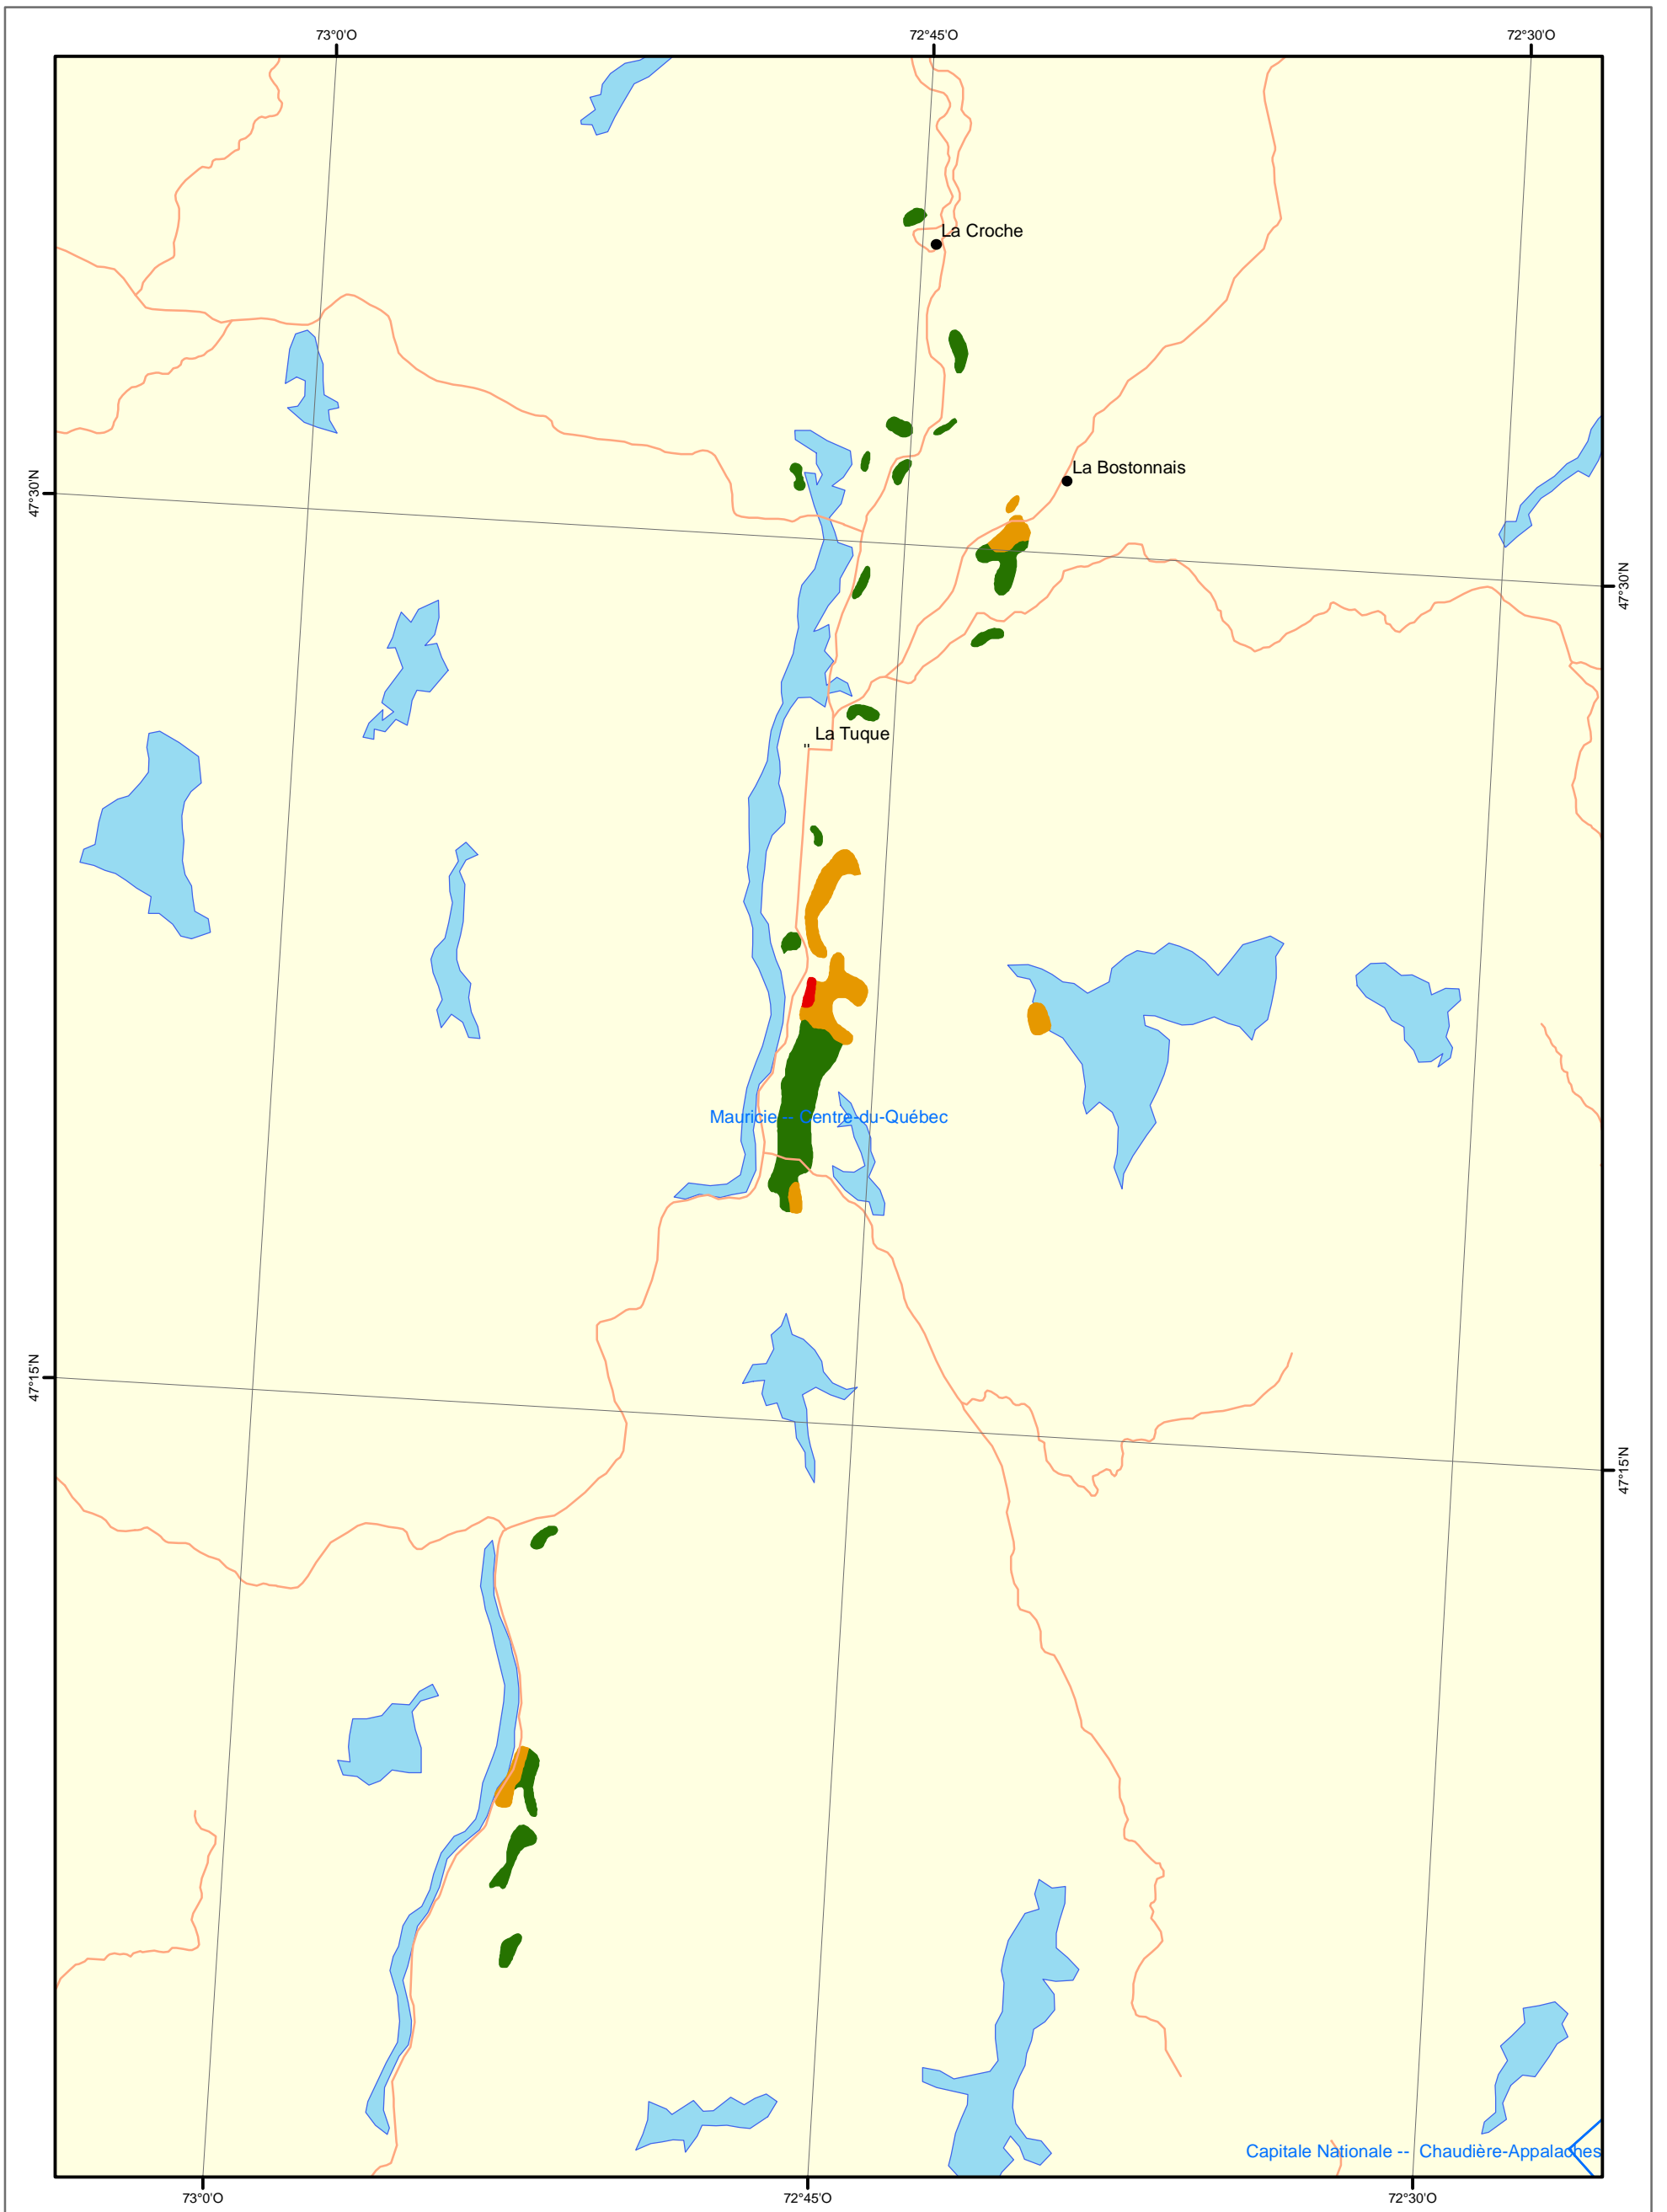 73°0'O
72°45'O
72°30'O
La Croche
La Bostonnais
47°30'N
47°30'N
La Tuque
Mauricie -- Centre-du-Québec
47°15'N
47°15'N
Capitale Nationale -- Chaudière-Appalaches
73°0'O
72°45'O
72°30'O